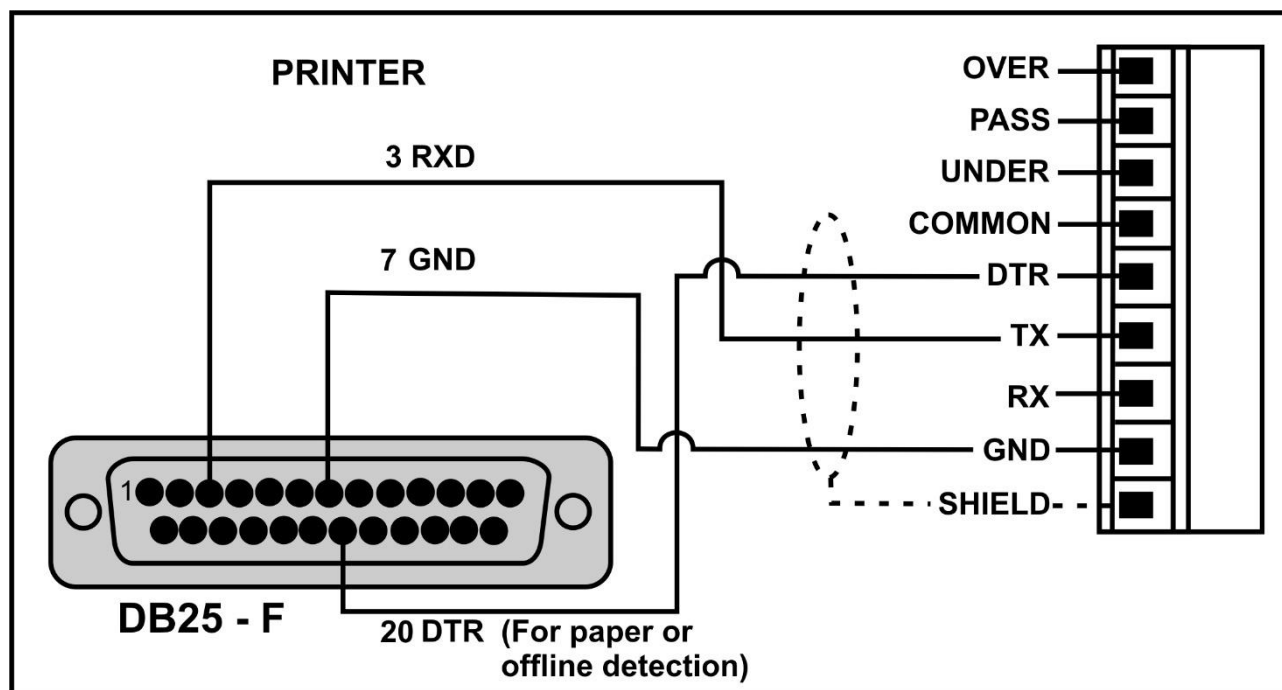 PRINTER
3 RXD
7 GND
OVER
PASS
UNDER
COMMON
DTR
TX
RX
GND
SHIELD
1
DB25 - F
20 DTR (For paper or
offline detection)